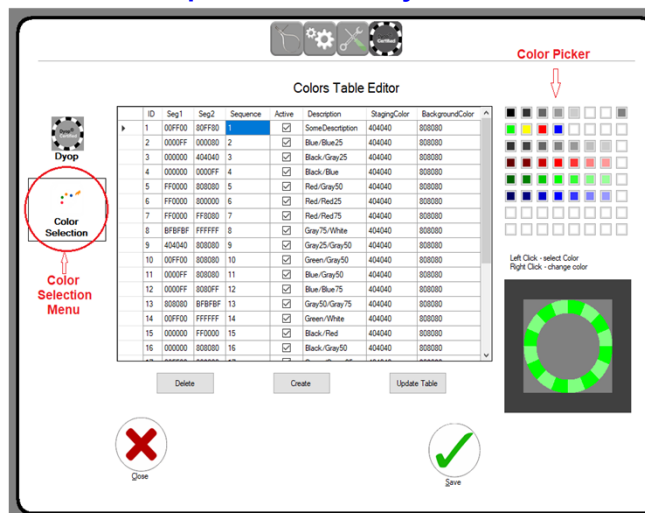 Color Picker
Colors Table Editor
ID Seg1 Seg2 Sequence Active Description StagingColor BackgroundColor
1 00FF00 80FF80 1 SomeDescription 404040 808080
2 0000FF 000080 2 Blue/Blue25 404040 808080
3 000000 404040 3 Black/Gray25 404040 808080
4 000000 0000FF 4 Black/Blue 404040 808080
5 FF0000 808080 5 Red/Gray50 404040 808080
6 FF0000 800000 6 Red/Red25 404040 808080
7 FF0000 FF8080 7 Red/Red75 404040 808080
8 BFBFBF FFFFFF 8 Gray75/White 404040 808080
9 404040 808080 9 Gray25/Gray50 404040 808080
10 00FF00 808080 10 Green/Gray50 404040 808080
11 0000FF 808080 11 Blue/Gray50 404040 808080
12 0000FF 8080FF 12 Blue/Blue75 404040 808080
13 808080 BFBFBF 13 Gray50/Gray75 404040 808080
14 00FF00 FFFFFF 14 Green/White 404040 808080
15 000000 FF0000 15 Black/Red 404040 808080
16 000000 808080 16 Black/Gray50 404040 808080
Dyop
Color
Selection
Color
Selection
Menu
Left Click - select Color
Right Click - change color
Delete
Create
Update Table
Close
Save